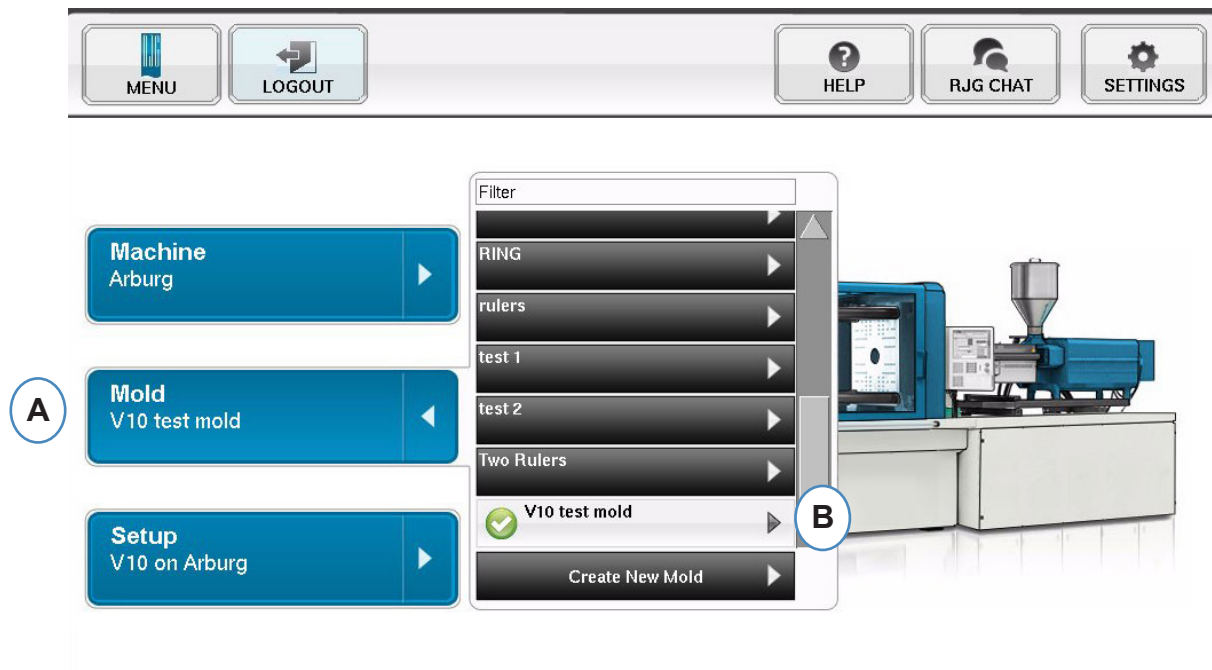 MENU
LOGOUT
HELP
RJG CHAT
SETTINGS
Filter
Machine
Arburg
RING
rulers
test 1
test 2
Two Rulers
A
Mold
V10 test mold
V10 test mold
B
Setup
V10 on Arburg
Create New Mold